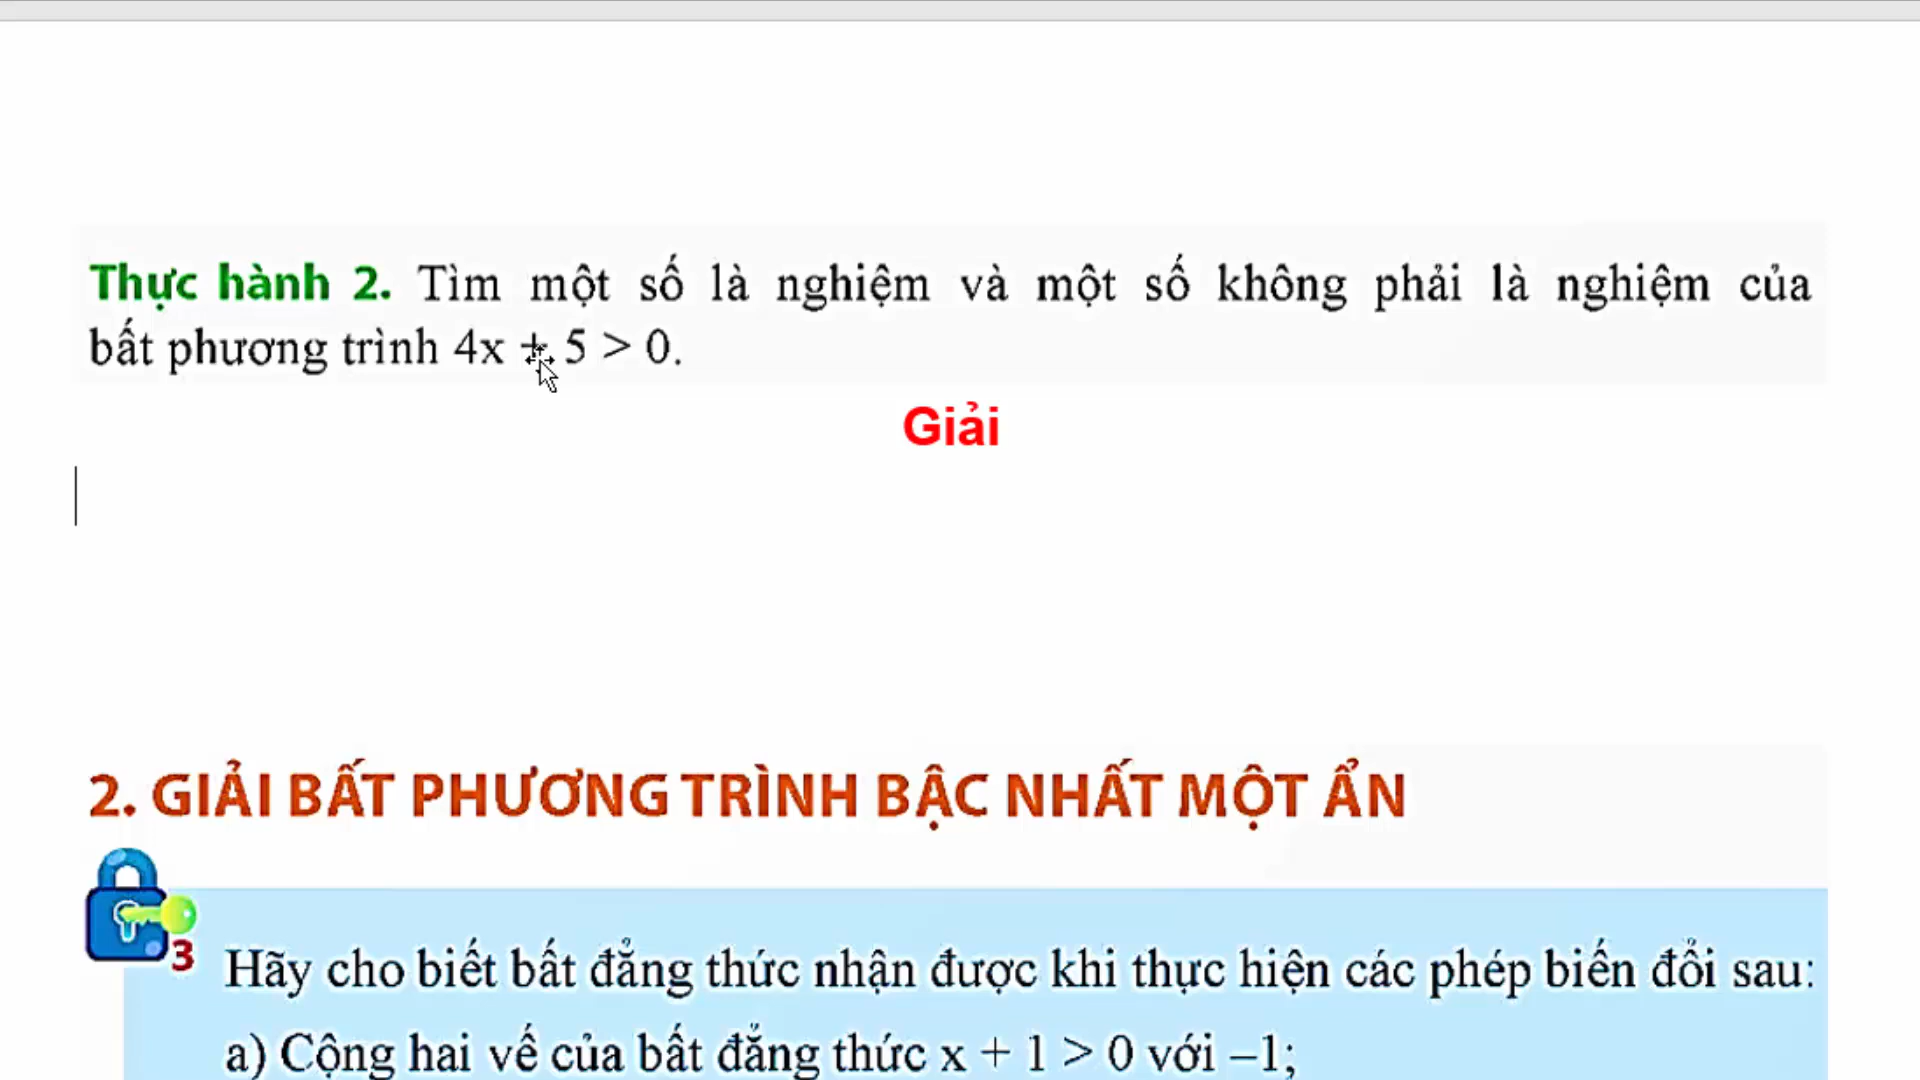 Thực hành 2. Tìm một số là nghiệm và một số không phải là nghiệm của
bất phương trình 4x + 5 > 0.
Giải
2. GIẢI BẤT PHƯƠNG TRÌNH BẬC NHẤT MỘT ẨN
3
Hãy cho biết bất đẳng thức nhận được khi thực hiện các phép biến đổi sau:
a) Cộng hai vế của bất đẳng thức x + 1 > 0 với –1;